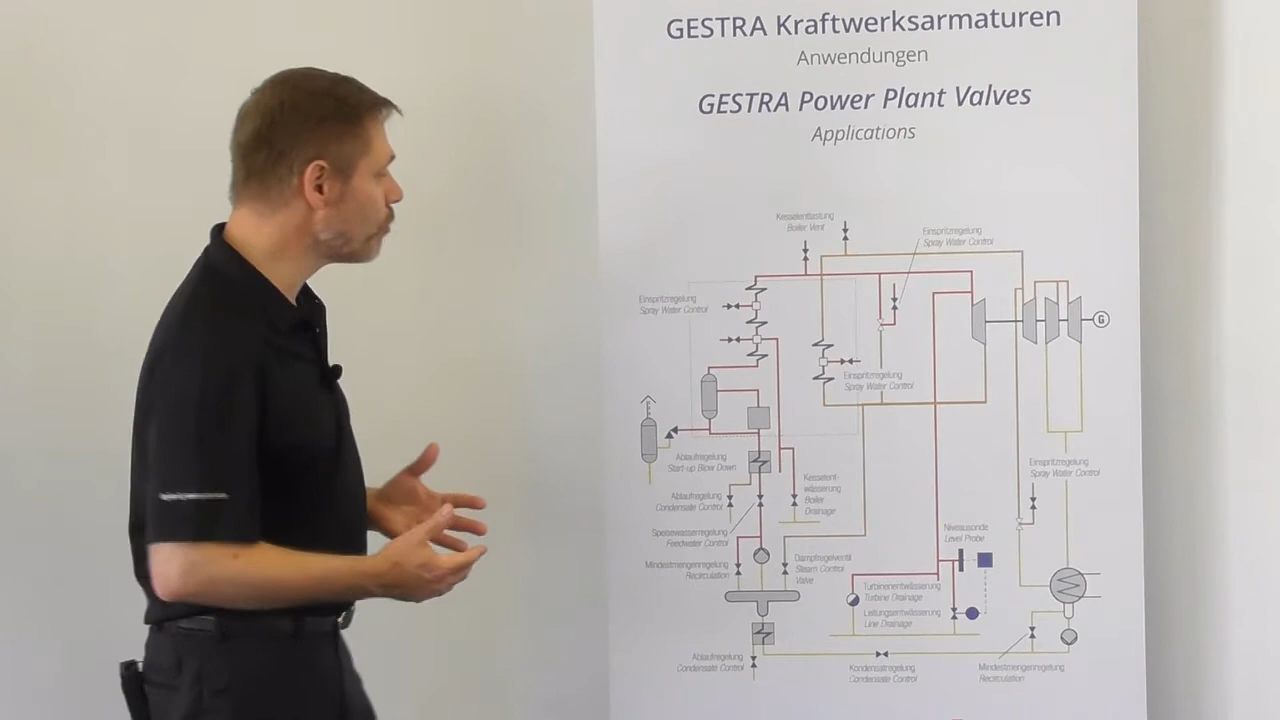 GESTRA Kraftwerksarmaturen
Anwendungen
GESTRA Power Plant Valves
Applications
Kesselentlastung
Boiler Vent
Einspritzregelung
Spray Water Control
Einspritzregelung
Spray Water Control
G
Einspritzregelung
Spray Water Control
Ablaufregelung
Start-up Blow Down
Einspritzregelung
Spray Water Control
Ablaufregelung
Condensate Control
Kesselent-
wässerung
Boiler
Drainage
Speisewasserregelung
Feedwater Control
Niveausonde
Level Probe
Mindestmengenregelung
Recirculation
Dampfregelventil
Steam Control
Valve
Turbinenentwässerung
Turbine Drainage
Leitungsentwässerung
Line Drainage
Ablaufregelung
Condensate Control
Kondensatregelung
Condensate Control
Mindestmengenregelung
Recirculation